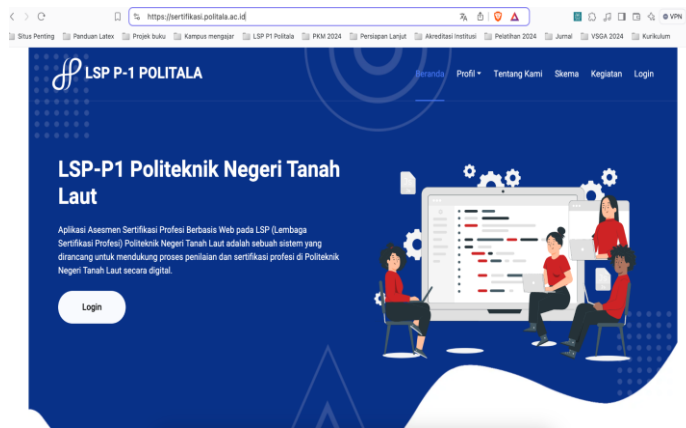 https://sertifikasi.politala.ac.id
VPN
Situs Penting Panduan Latex Projek buku Kampus mengajar LSP P1 Politala PKM 2024 Persiapan Lanjut Akreditasi Institusi Pelatihan 2024 Jurnal VSGA 2024 Kurikulum
LSP P-1 POLITALA
Beranda Profil Tentang Kami Skema Kegiatan Login
LSP-P1 Politeknik Negeri Tanah
Laut
Aplikasi Asesmen Sertifikasi Profesi Berbasis Web pada LSP (Lembaga
Sertifikasi Profesi) Politeknik Negeri Tanah Laut adalah sebuah sistem yang
dirancang untuk mendukung proses penilaian dan sertifikasi profesi di Politeknik
Negeri Tanah Laut secara digital.
Login